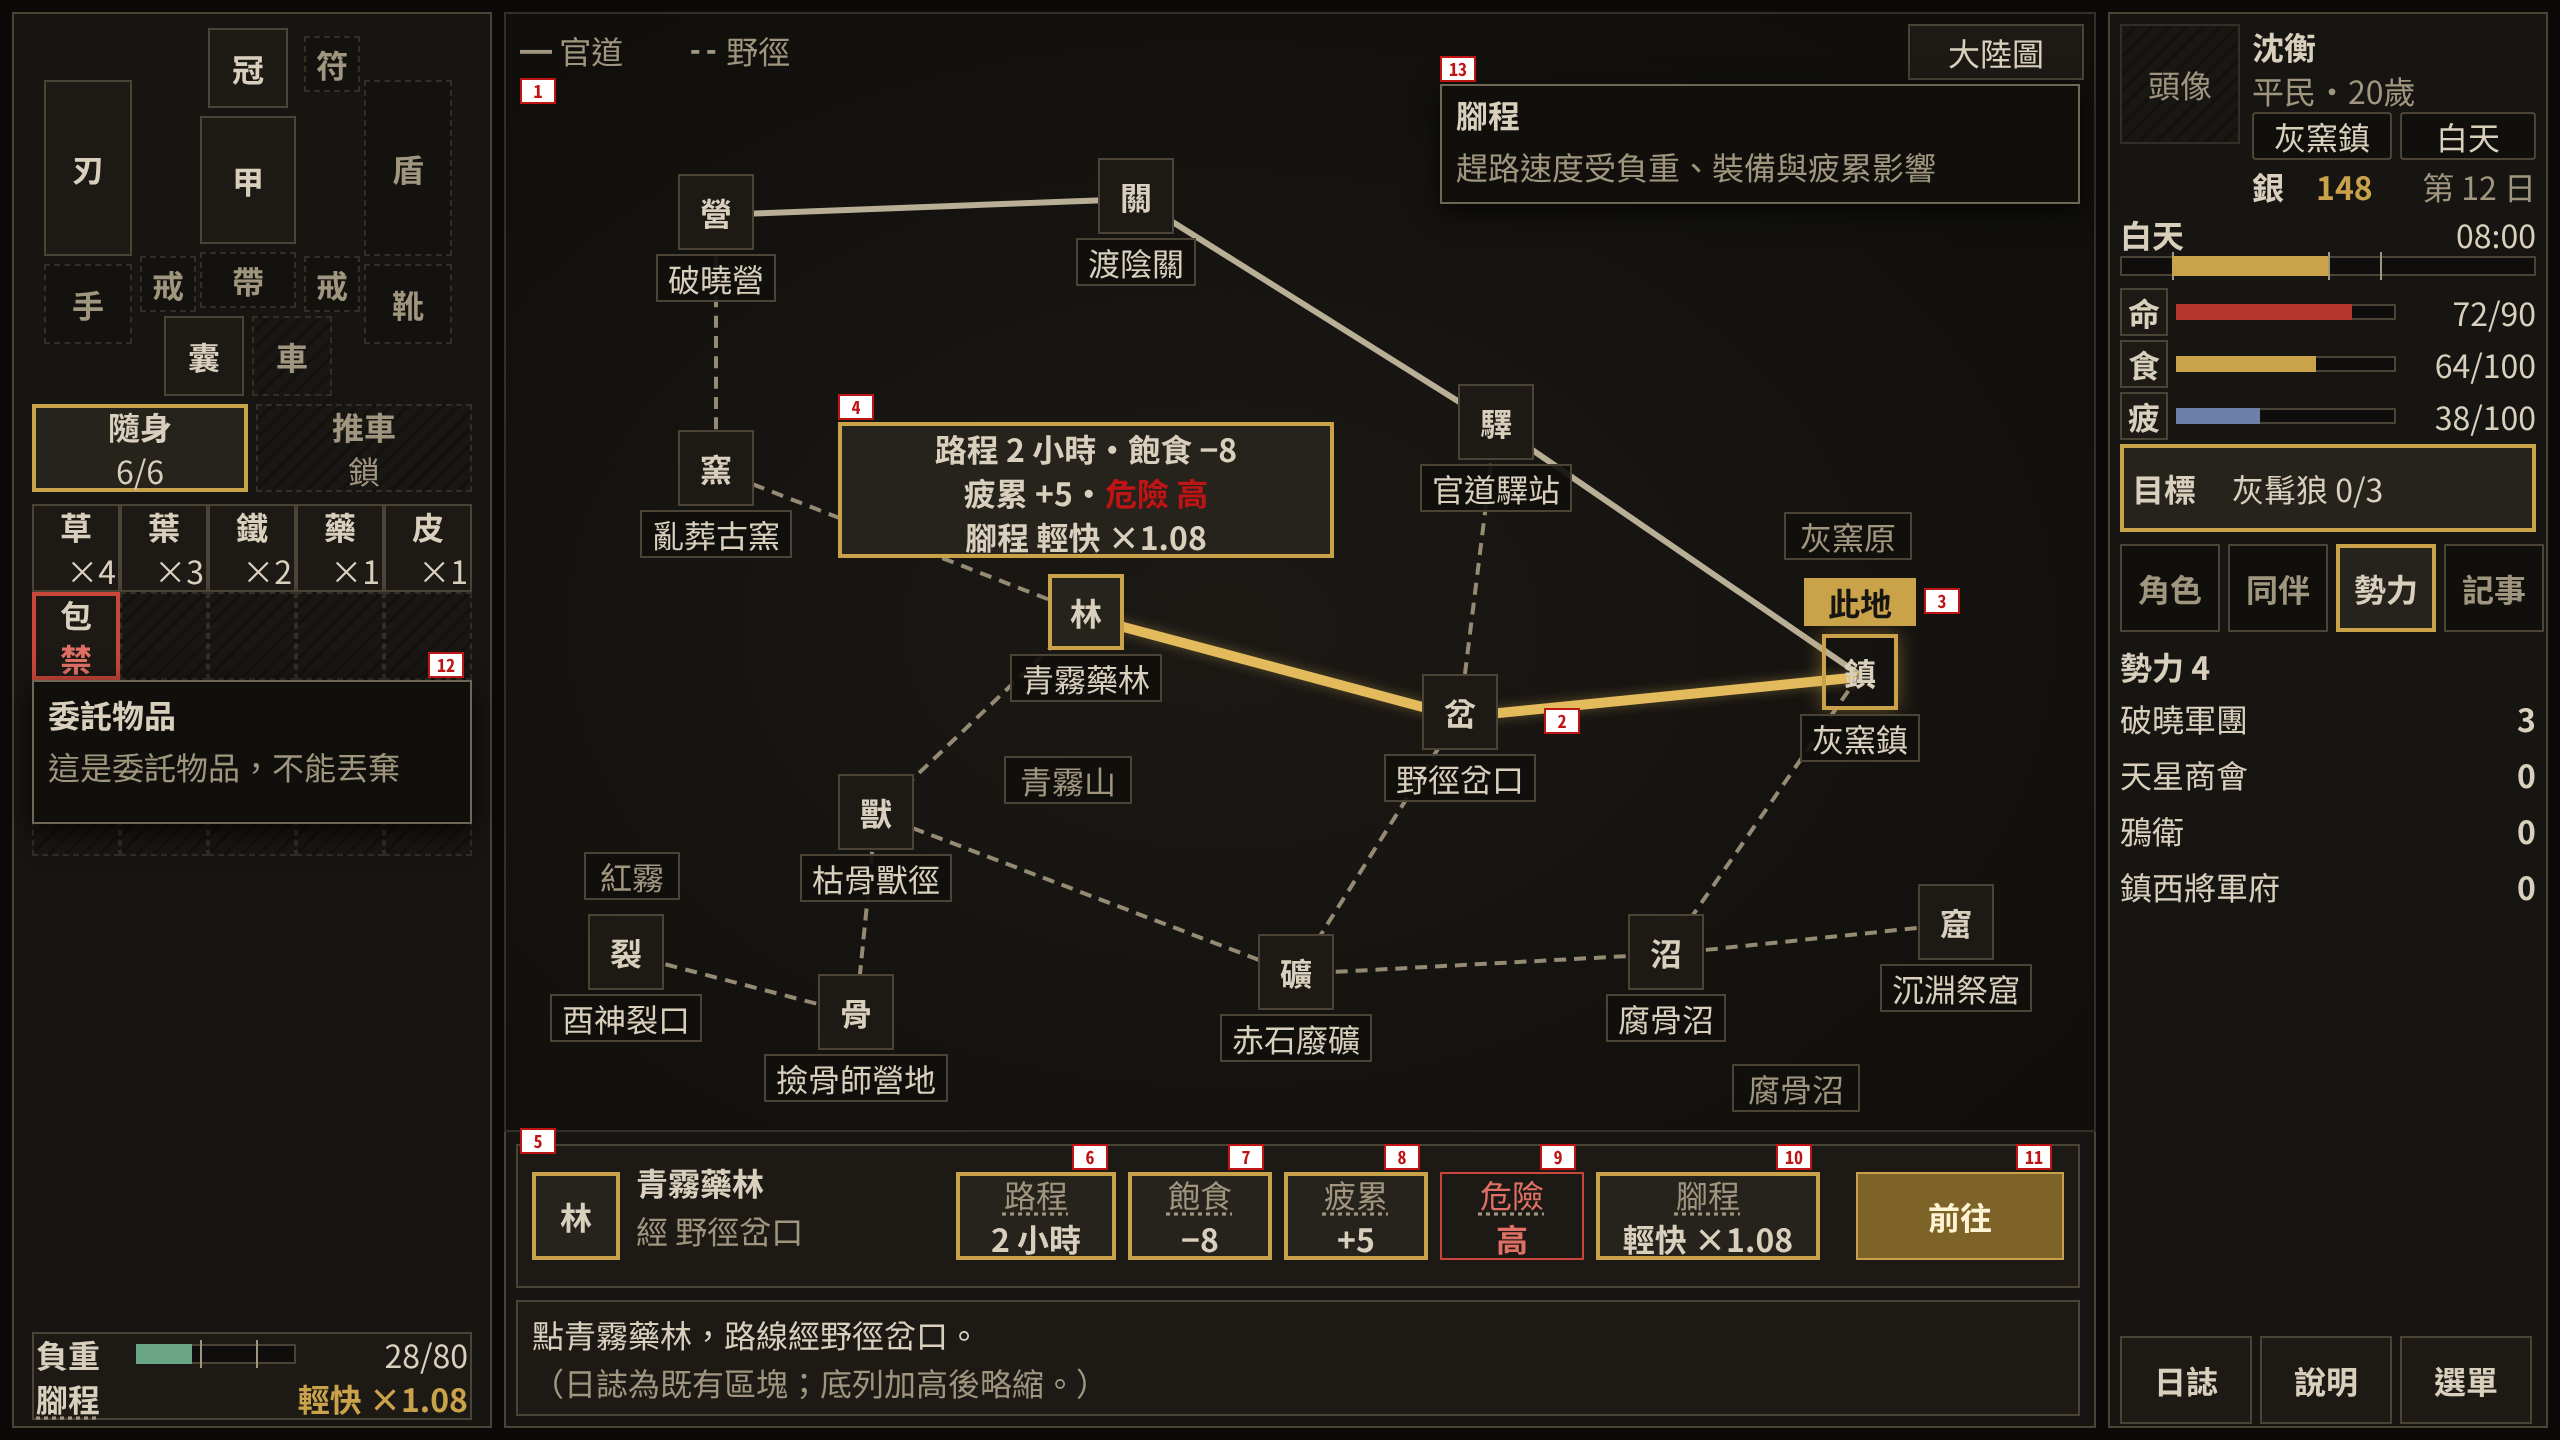 冠
符
刃
甲
盾
手
戒
帶
戒
靴
囊
車
隨身
6/6
推車
鎖
草
×4
葉
×3
鐵
×2
藥
×1
皮
×1
包
禁
12
委託物品
這是委託物品，不能丟棄
負重
28/80
腳程
輕快 ×1.08
官道
野徑
1
大陸圖
13
腳程
趕路速度受負重、裝備與疲累影響
營
破曉營
關
渡陰關
驛
官道驛站
窯
亂葬古窯
4
路程 2 小時・飽食 −8
疲累 +5・危險 高
腳程 輕快 ×1.08
灰窯原
此地
3
鎮
灰窯鎮
林
青霧藥林
岔
野徑岔口
2
青霧山
獸
枯骨獸徑
紅霧
裂
酉神裂口
骨
撿骨師營地
礦
赤石廢礦
沼
腐骨沼
窟
沉淵祭窟
腐骨沼
5
林
青霧藥林
經 野徑岔口
6
路程
2 小時
7
飽食
−8
8
疲累
+5
9
危險
高
10
腳程
輕快 ×1.08
11
前往
點青霧藥林，路線經野徑岔口。
（日誌為既有區塊；底列加高後略縮。）
頭像
沈衡
平民・20歲
灰窯鎮
白天
銀 148
第 12 日
白天
08:00
命
72/90
食
64/100
疲
38/100
目標
灰髯狼 0/3
角色
同伴
勢力
記事
勢力 4
破曉軍團
3
天星商會
0
鴉衛
0
鎮西將軍府
0
日誌
說明
選單